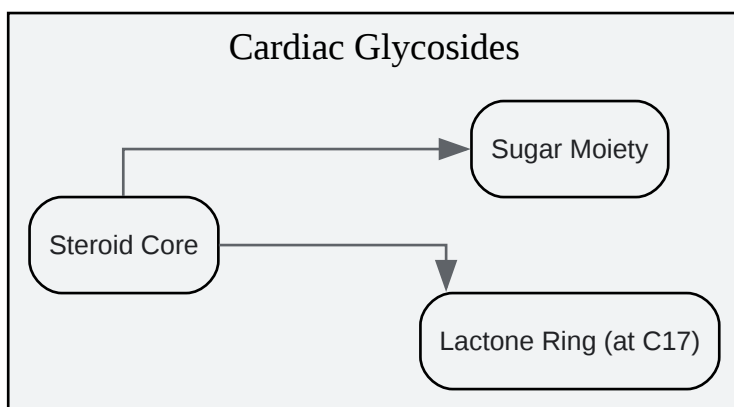 Cardiac Glycosides
Sugar Moiety
Steroid Core
Lactone Ring (at C17)